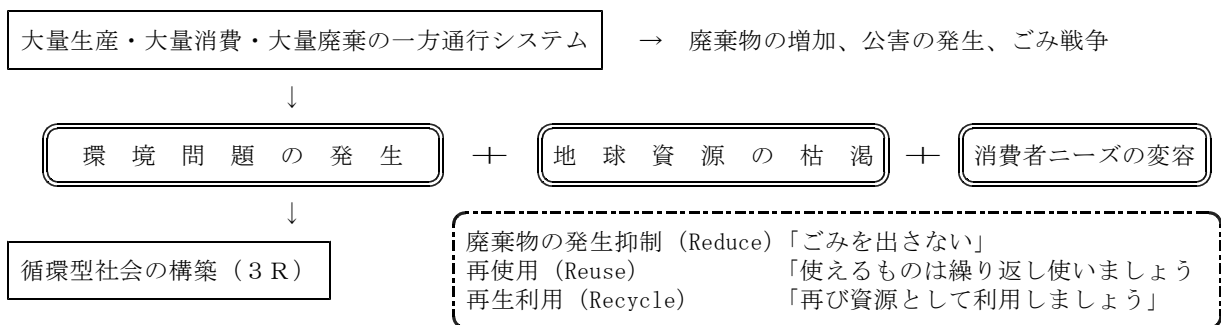 大量生産・大量消費・大量廃棄の一方通行システム → 廃棄物の増加、公害の発生、ごみ戦争
↓
環境問題の発生 + 地球資源の枯渇 + 消費者ニーズの変容
↓
循環型社会の構築(3R)
廃棄物の発生抑制(Reduce)「ごみを出さない」
再使用(Reuse) 「使えるものは繰り返し使いましょう
再生利用(Recycle) 「再び資源として利用しましょう」